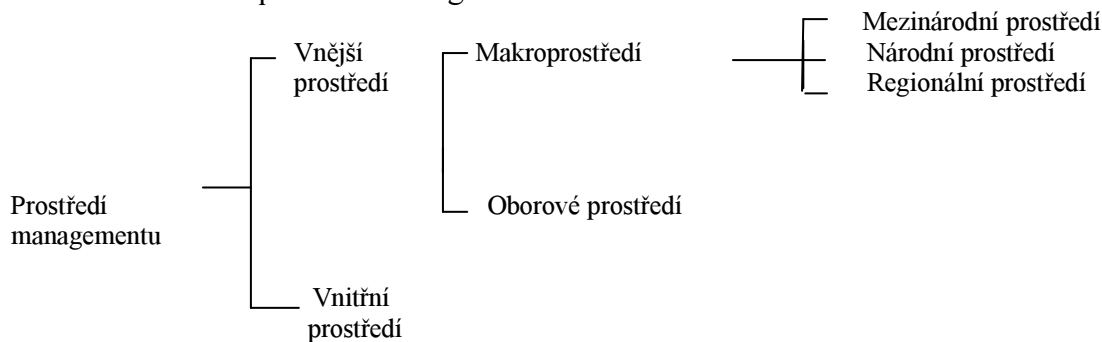 Mezinárodní prostředí
Vnější Makroprostředí Národní prostředí
prostředí Regionální prostředí
Prostředí Oborové prostředí
managementu
Vnitřní
prostředí